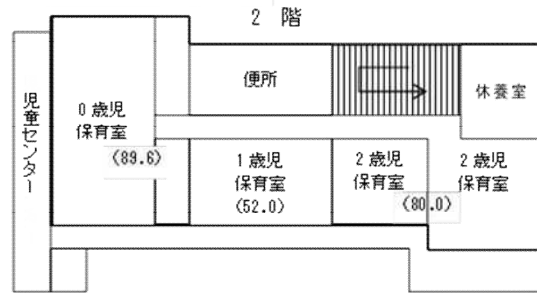 2 階
児童センター
0歳児
保育室
(89.6)
便所
休養室
1歳児
保育室
(52.0)
2歳児
保育室
2歳児
保育室
(80.0)